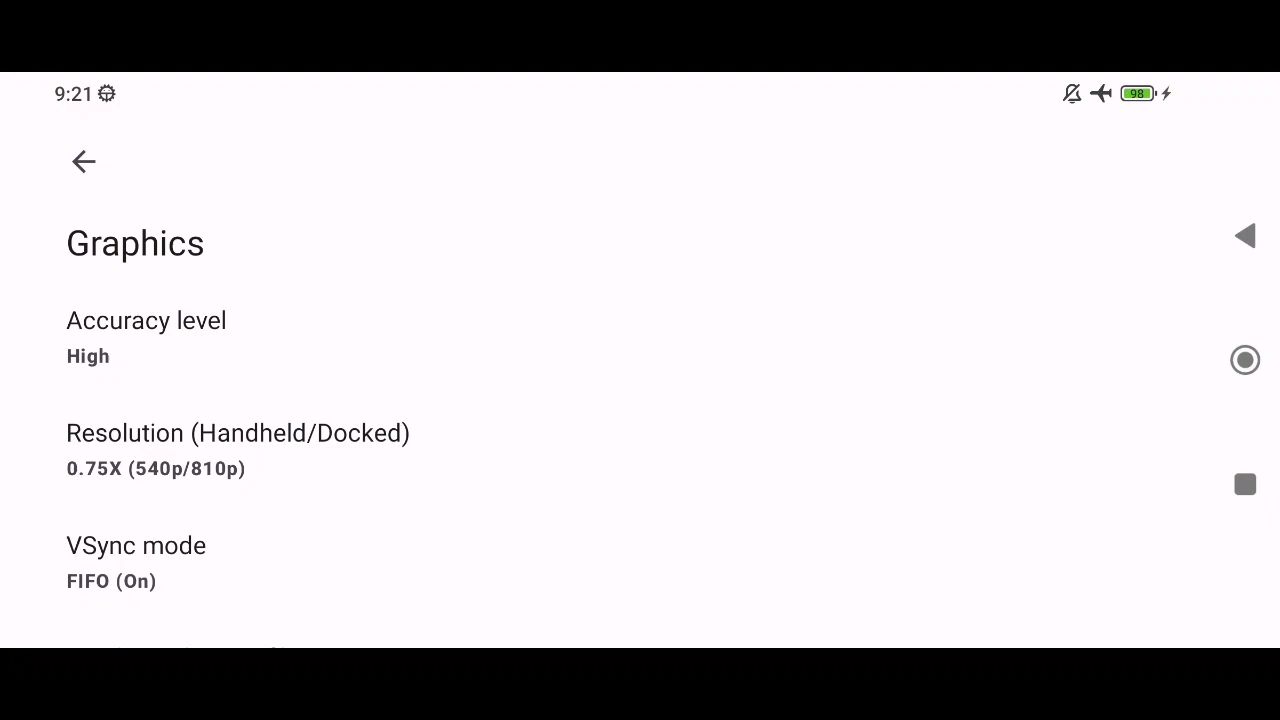 9:21
98
Graphics
Accuracy level
High
Resolution (Handheld/Docked)
0.75X (540p/810p)
VSync mode
FIFO (On)